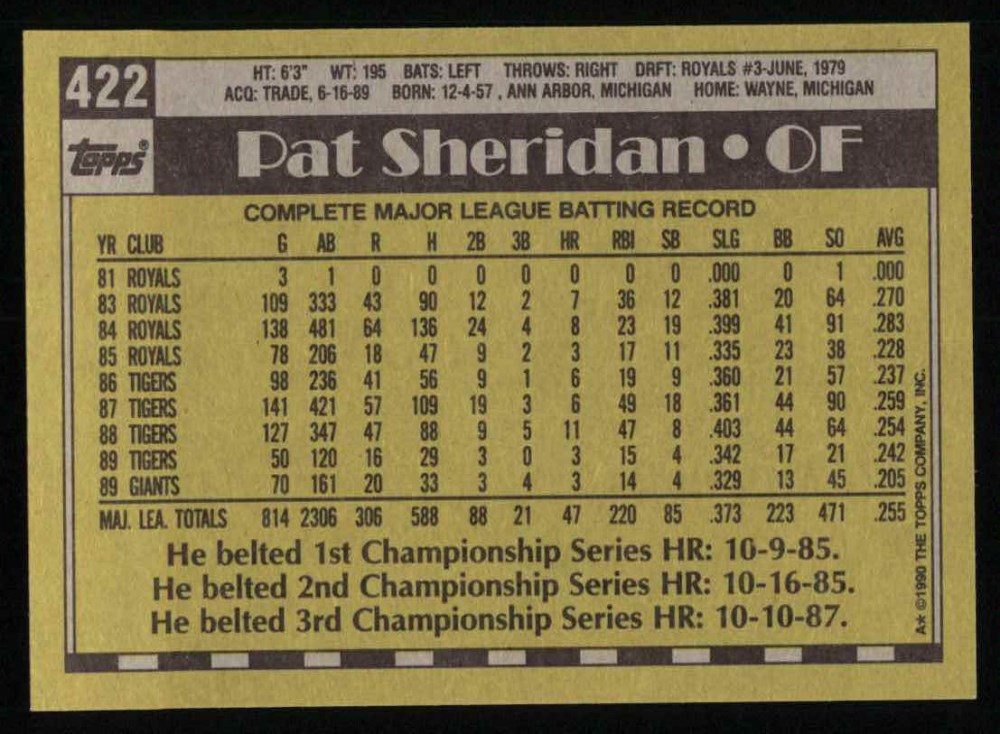 422
HT: 6'3" WT: 195 BATS: LEFT THROWS: RIGHT DRFT: ROYALS #3-JUNE, 1979
ACQ: TRADE, 6-16-89 BORN: 12-4-57, ANN ARBOR, MICHIGAN HOME: WAYNE, MICHIGAN
topps®
Pat Sheridan • OF
COMPLETE MAJOR LEAGUE BATTING RECORD
YR CLUB G AB R H 2B 3B HR RBI SB SLG BB SO AVG
81 ROYALS 3 1 0 0 0 0 0 0 0 .000 0 1 .000
83 ROYALS 109 333 43 90 12 2 7 36 12 .381 20 64 .270
84 ROYALS 138 481 64 136 24 4 8 23 19 .399 41 91 .283
85 ROYALS 78 206 18 47 9 2 3 17 11 .335 23 38 .228
86 TIGERS 98 236 41 56 9 1 6 19 9 .360 21 57 .237
87 TIGERS 141 421 57 109 19 3 6 49 18 .361 44 90 .259
88 TIGERS 127 347 47 88 9 5 11 47 8 .403 44 64 .254
89 TIGERS 50 120 16 29 3 0 3 15 4 .342 17 21 .242
89 GIANTS 70 161 20 33 3 4 3 14 4 .329 13 45 .205
MAJ. LEA. TOTALS 814 2306 306 588 88 21 47 220 85 .373 223 471 .255
He belted 1st Championship Series HR: 10-9-85.
He belted 2nd Championship Series HR: 10-16-85.
He belted 3rd Championship Series HR: 10-10-87.
A* ©1990 THE TOPPS COMPANY, INC.